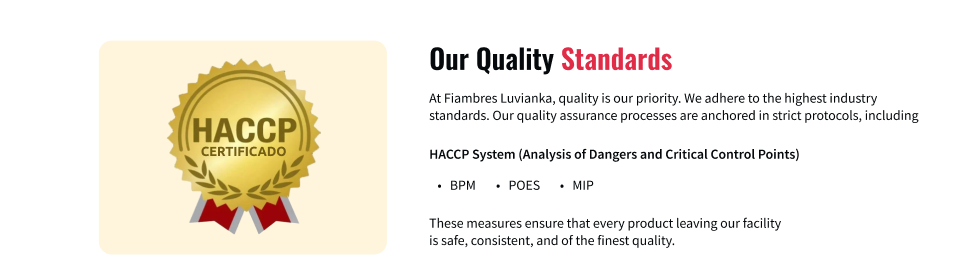 HACCP
CERTIFICADO
Our Quality Standards
At Fiambres Luvianka, quality is our priority. We adhere to the highest industry
standards. Our quality assurance processes are anchored in strict protocols, including
HACCP System (Analysis of Dangers and Critical Control Points)
• BPM • POES • MIP
These measures ensure that every product leaving our facility
is safe, consistent, and of the finest quality.